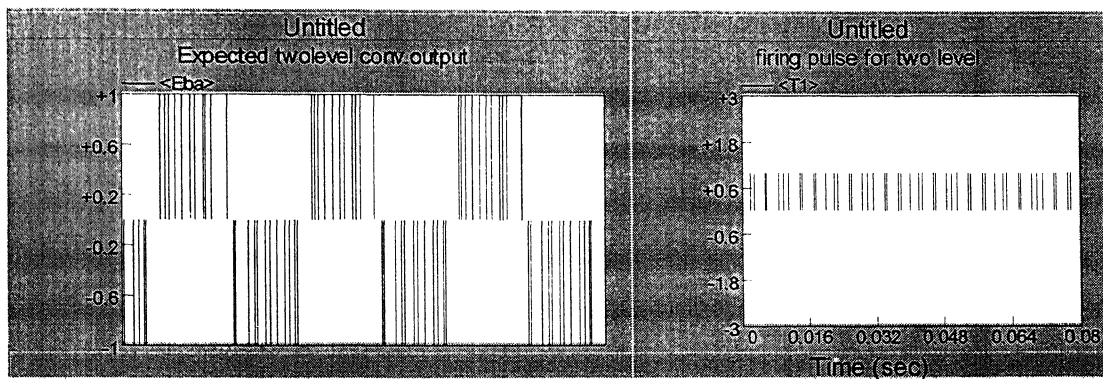 Untitled
Expected twolevel conv.output
<Eba>
+1
+0.6
+0.2
-0.2
-0.6
-1
Untitled
firing pulse for two level
<T1>
+3
+1.8
+0.6
-0.6
-1.8
-3
0 0.016 0.032 0.048 0.064 0.08
Time (sec)